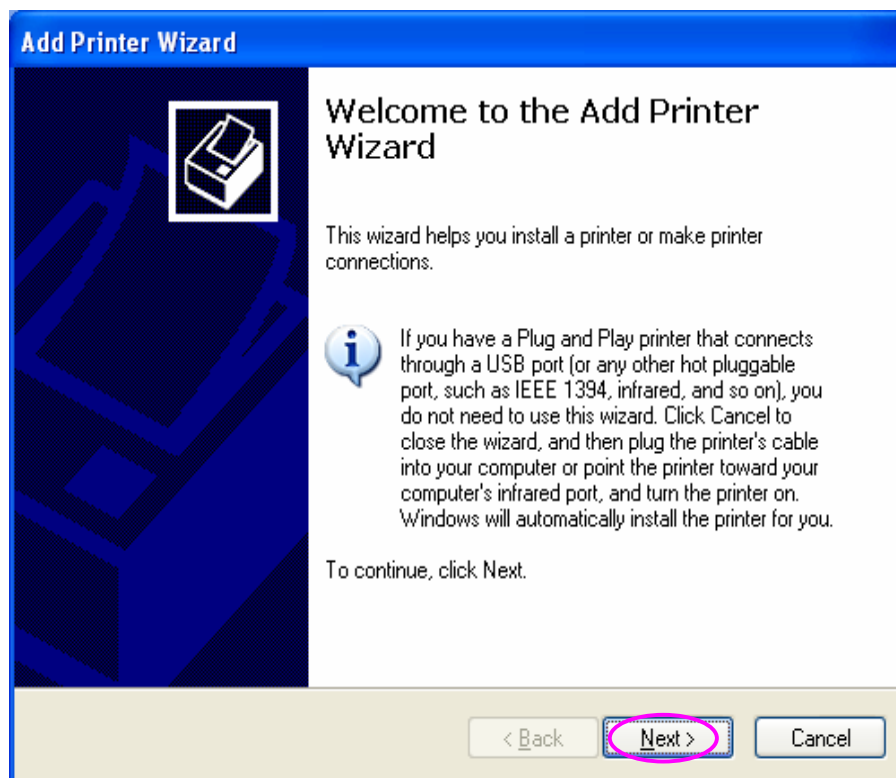 Add Printer Wizard
Welcome to the Add Printer
Wizard
This wizard helps you install a printer or make printer
connections.
If you have a Plug and Play printer that connects
through a USB port (or any other hot pluggable
port, such as IEEE 1394, infrared, and so on), you
do not need to use this wizard. Click Cancel to
close the wizard, and then plug the printer's cable
into your computer or point the printer toward your
computer's infrared port, and turn the printer on.
Windows will automatically install the printer for you.
To continue, click Next.
< Back
Next >
Cancel